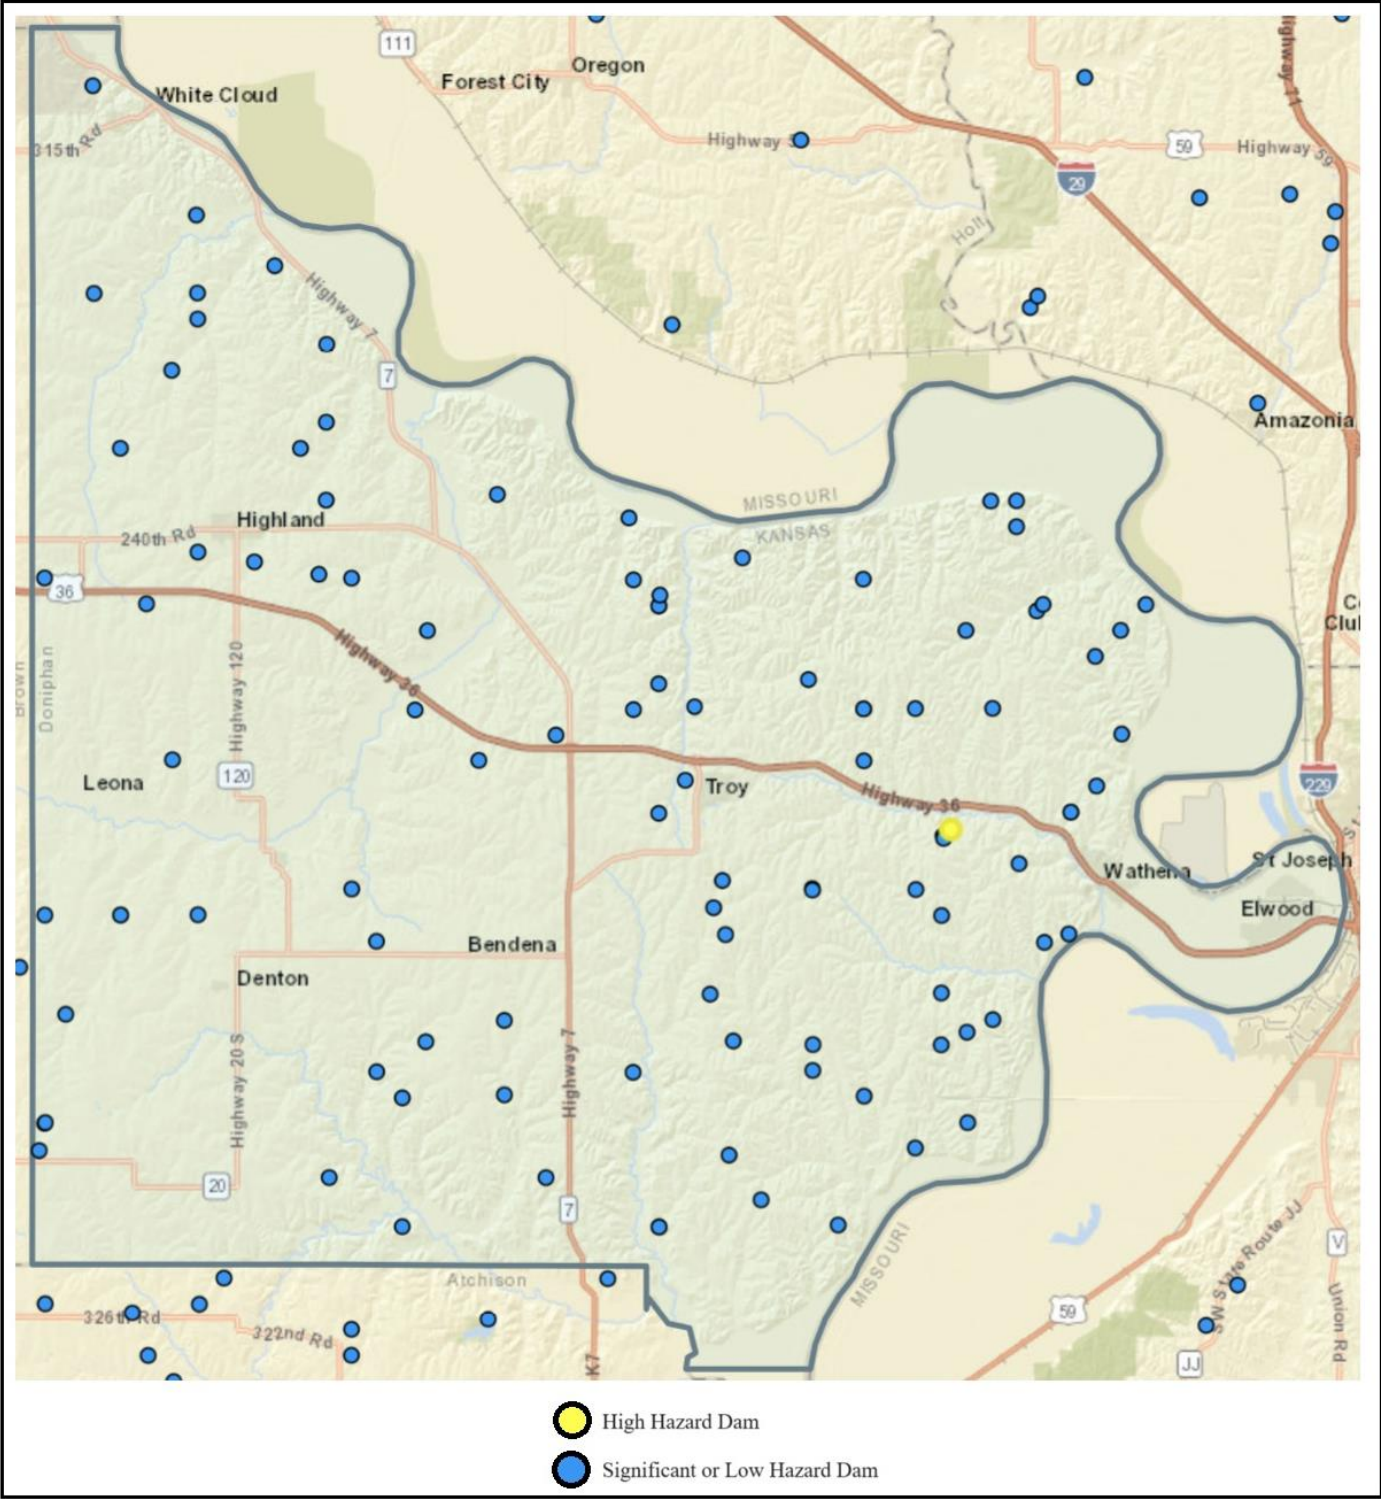 111
Oregon
Forest City
White Cloud
Highway 11
315th Rd
Highway 5
59
Highway 59
29
Holt
Highway 7
7
Amazonia
MISSOURI
KANSAS
Highland
240th Rd
36
Highway 36
Brown
Doniphan
Highway 120
120
Leona
Troy
Highway 36
229
Wathena
St Joseph
Elwood
Bendena
Denton
Highway 20 S
Highway 7
20
7
MISSOURI
Atchison
326th Rd
322nd Rd
K7
59
SW State Route JJ
JJ
V
Union Rd
High Hazard Dam
Significant or Low Hazard Dam